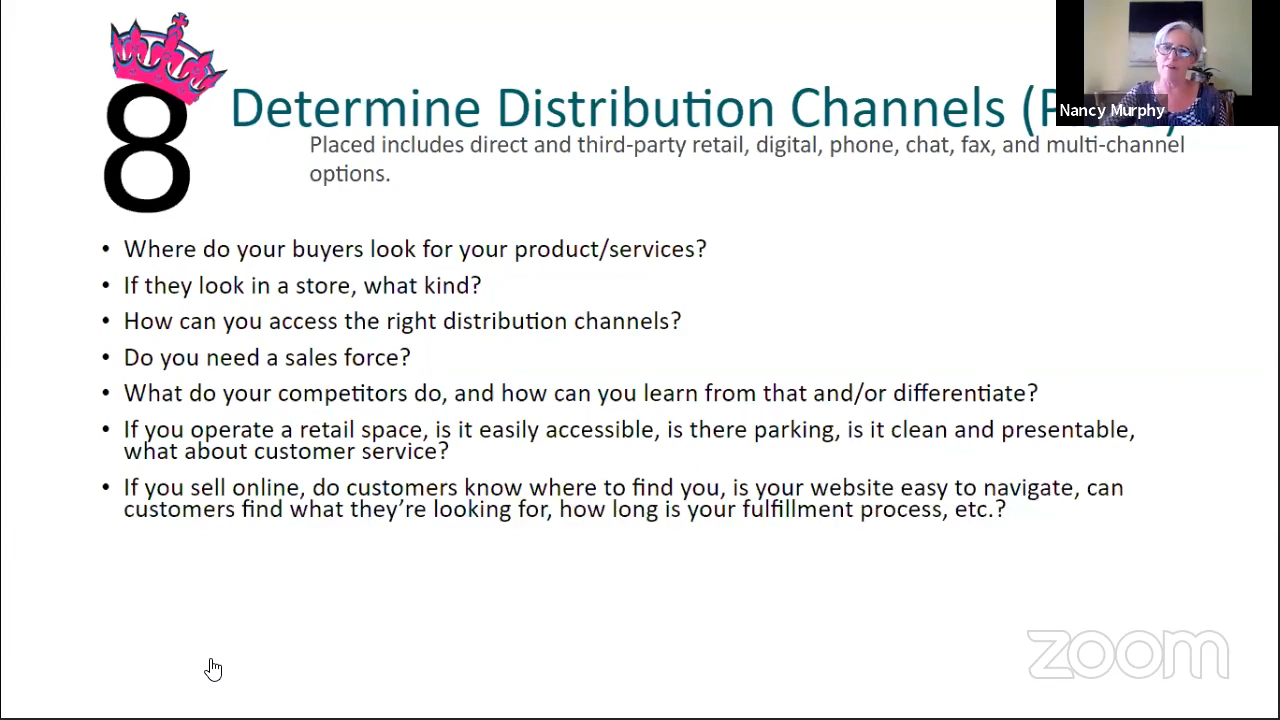 8
Determine Distribution Channels (P
Nancy Murphy
Placed includes direct and third-party retail, digital, phone, chat, fax, and multi-channel
options.
• Where do your buyers look for your product/services?
• If they look in a store, what kind?
• How can you access the right distribution channels?
• Do you need a sales force?
• What do your competitors do, and how can you learn from that and/or differentiate?
• If you operate a retail space, is it easily accessible, is there parking, is it clean and presentable,
what about customer service?
• If you sell online, do customers know where to find you, is your website easy to navigate, can
customers find what they’re looking for, how long is your fulfillment process, etc.?
zoom